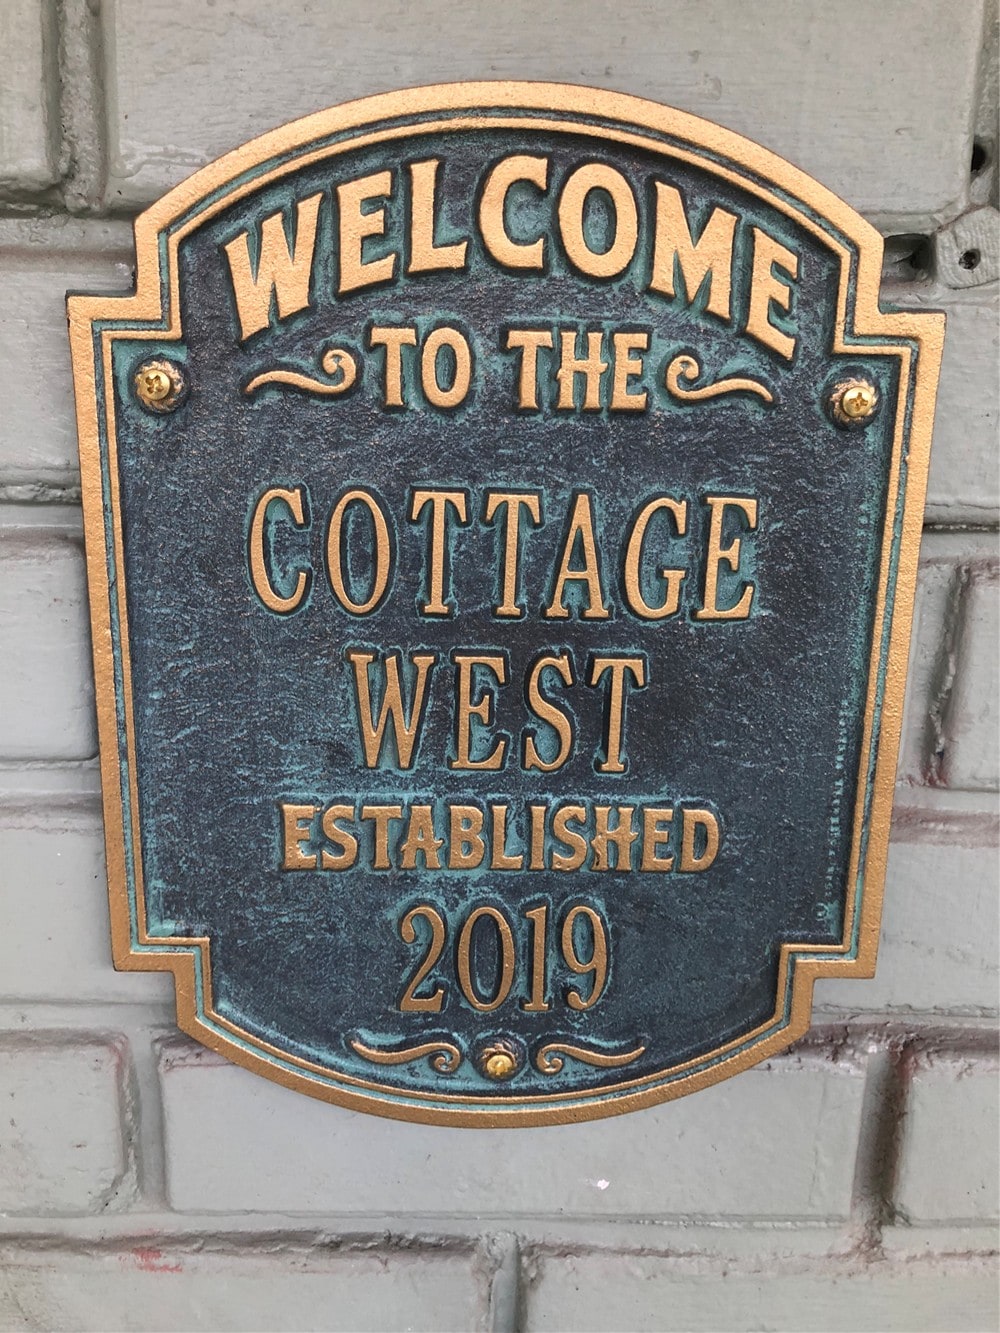 WELCOME
TO THE
COTTAGE
WEST
ESTABLISHED
2019